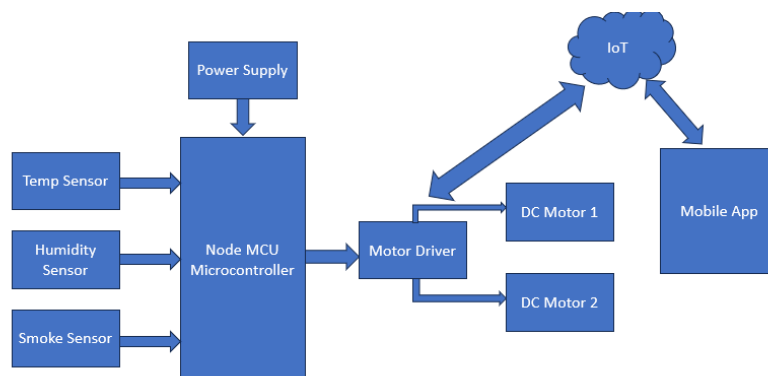 IoT
Power Supply
Temp Sensor
Humidity
Sensor
Smoke Sensor
Node MCU
Microcontroller
Motor Driver
DC Motor 1
DC Motor 2
Mobile App